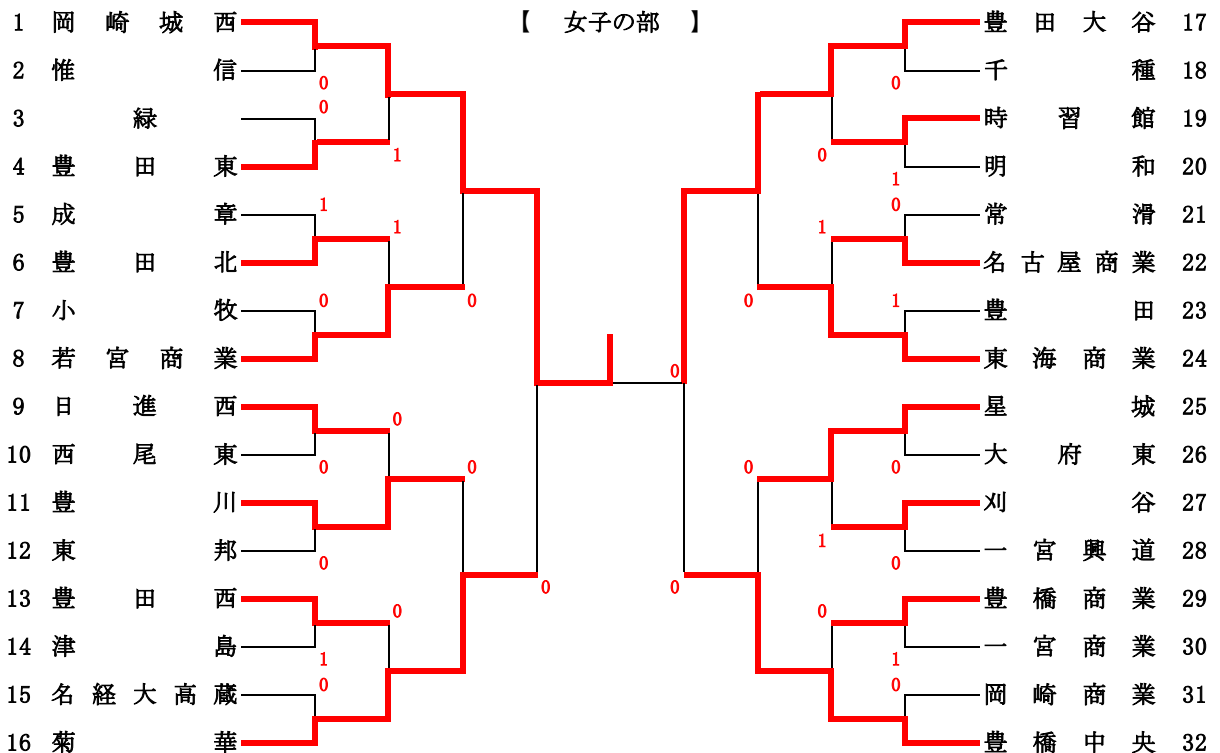 【 女子の部 】
1 岡崎城西
2 惟信
0
0
3 緑
4 豊田東
1
5 成章
1
1
6 豊田北
7 小牧
0
0
8 若宮商業
9 日進西
0
10 西尾東
0
0
11 豊川
12 東邦
0
13 豊田西
0
0
14 津島
1
15 名経大高蔵
0
16 菊華
豊田大谷 17
千種 18
0
時習館 19
0
明和 20
1
0
常滑 21
1
名古屋商業 22
0
1
豊田 23
東海商業 24
0
星城 25
大府東 26
0
0
刈谷 27
1
一宮興道 28
0
0
豊橋商業 29
0
一宮商業 30
1
岡崎商業 31
0
豊橋中央 32